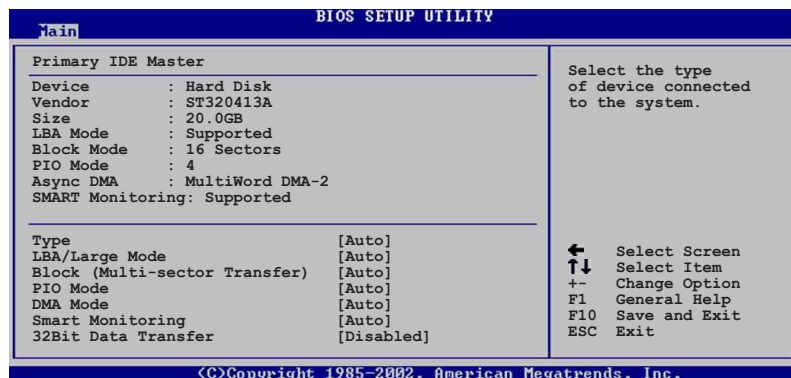 BIOS SETUP UTILITY
Main
Primary IDE Master
Device : Hard Disk
Vendor : ST320413A
Size : 20.0GB
LBA Mode : Supported
Block Mode : 16 Sectors
PIO Mode : 4
Async DMA : MultiWord DMA-2
SMART Monitoring: Supported
Type [Auto]
LBA/Large Mode [Auto]
Block (Multi-sector Transfer) [Auto]
PIO Mode [Auto]
DMA Mode [Auto]
Smart Monitoring [Auto]
32Bit Data Transfer [Disabled]
Select the type
of device connected
to the system.
← Select Screen
↑↓ Select Item
+- Change Option
F1 General Help
F10 Save and Exit
ESC Exit
(C)Copyright 1985-2002, American Megatrends, Inc.